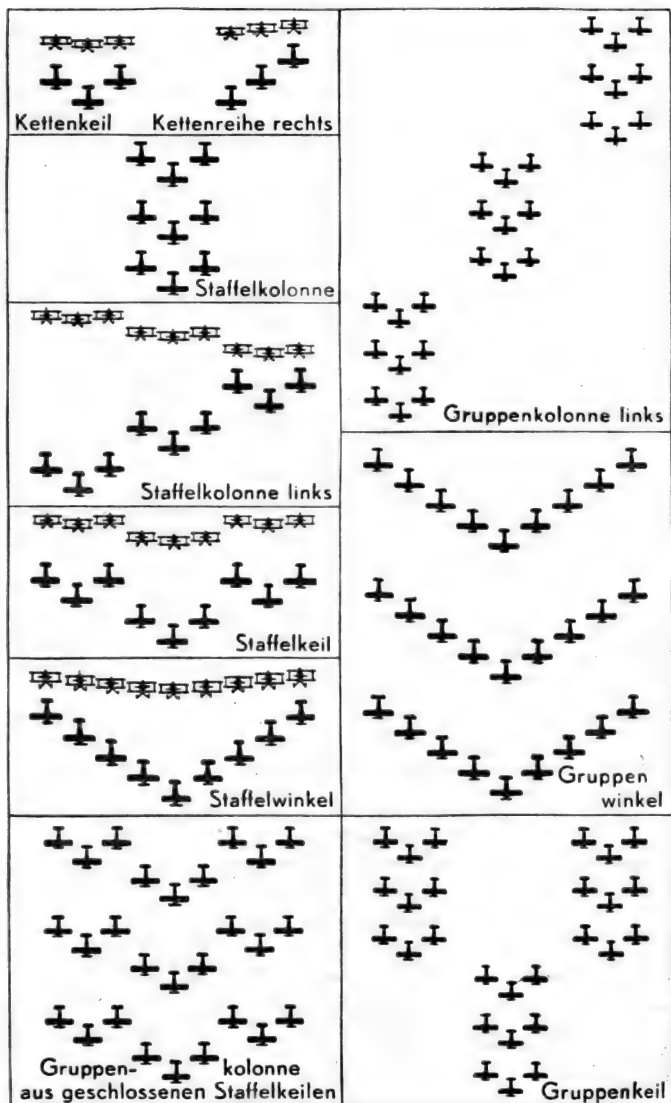 Kettenkeil
Kettenreihe rechts
Staffelkolonne
Staffelkolonne links
Staffelkeil
Staffelwinkel
Gruppen- kolonne
aus geschlossenen Staffelkeilen
Gruppenkolonne links
Gruppen
winkel
Gruppenkeil